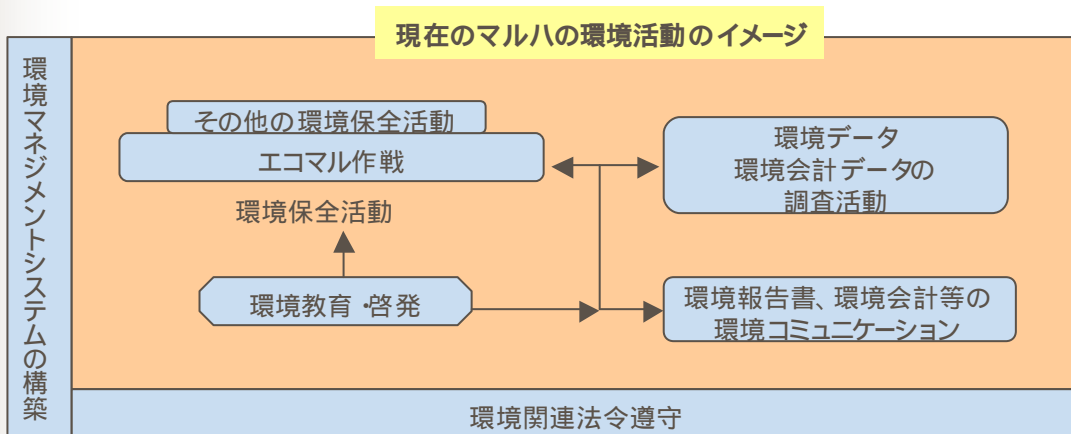 現在のマルハの環境活動のイメージ
環境マネジメントシステムの構築
その他の環境保全活動
エコマル作戦
環境保全活動
環境教育・啓発
環境データ
環境会計データの
調査活動
環境報告書、環境会計等の
環境コミュニケーション
環境関連法令遵守